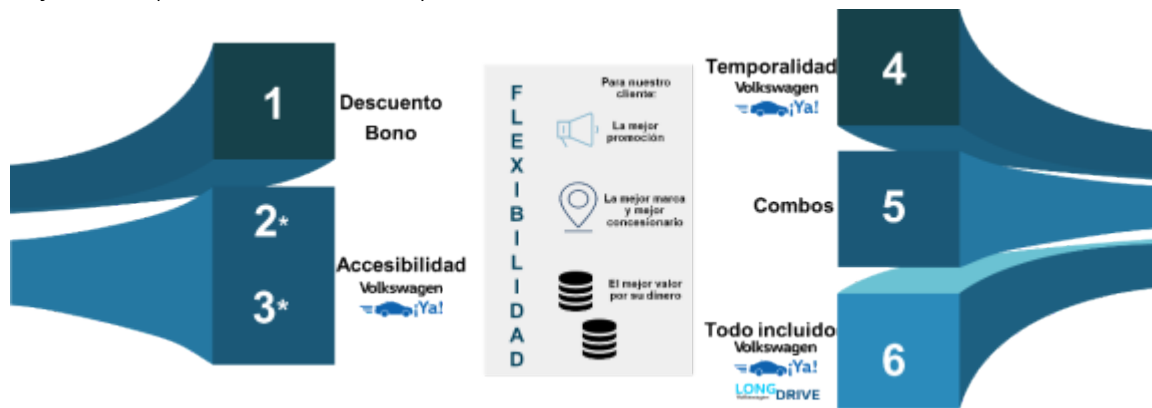 1
Descuento
Bono
2*
3*
Accesibilidad
Volkswagen
¡Ya!
FLEXIBILIDAD
Para nuestro
cliente:
La mejor
promoción
La mejor marca
y mejor
concesionario
El mejor valor
por su dinero
Temporalidad
Volkswagen
¡Ya!
4
Combos
5
Todo incluido
Volkswagen
¡Ya!
LONG
Volkswagen
DRIVE
6